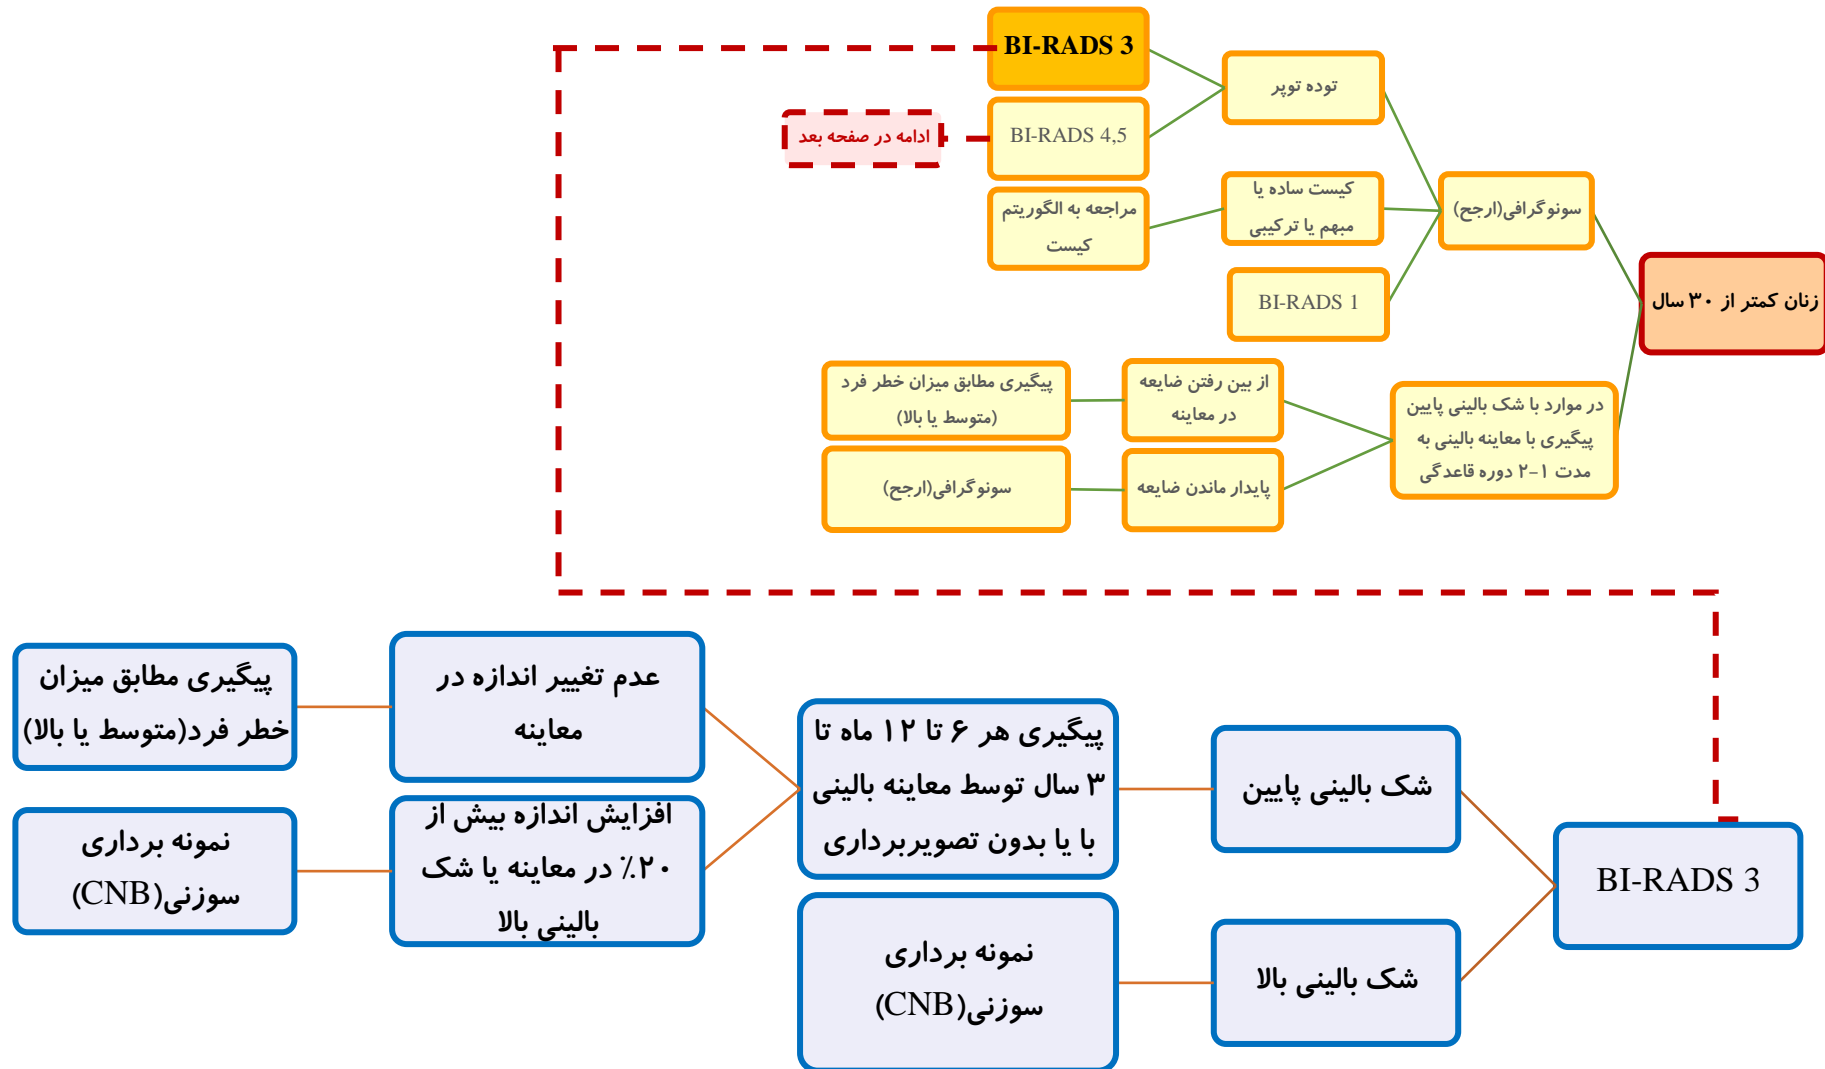 زنان کمتر از ۳۰ سال
سونوگرافی(ارجح)
توده توپر
BI-RADS 3
BI-RADS 4,5
ادامه در صفحه بعد
کیست ساده یا
مبهم یا ترکیبی
مراجعه به الگوریتم
کیست
BI-RADS 1
در موارد با شک بالینی پایین
پیگیری با معاینه بالینی به
مدت ۱-۲ دوره قاعدگی
از بین رفتن ضایعه
در معاینه
پیگیری مطابق میزان خطر فرد
(متوسط یا بالا)
پایدار ماندن ضایعه
سونوگرافی(ارجح)
BI-RADS 3
شک بالینی پایین
پیگیری هر ۶ تا ۱۲ ماه تا
۳ سال توسط معاینه بالینی
با یا بدون تصویربرداری
عدم تغییر اندازه در
معاینه
پیگیری مطابق میزان
خطر فرد(متوسط یا بالا)
افزایش اندازه بیش از
۲۰٪ در معاینه یا شک
بالینی بالا
نمونه برداری
سوزنی(CNB)
شک بالینی بالا
نمونه برداری
سوزنی(CNB)